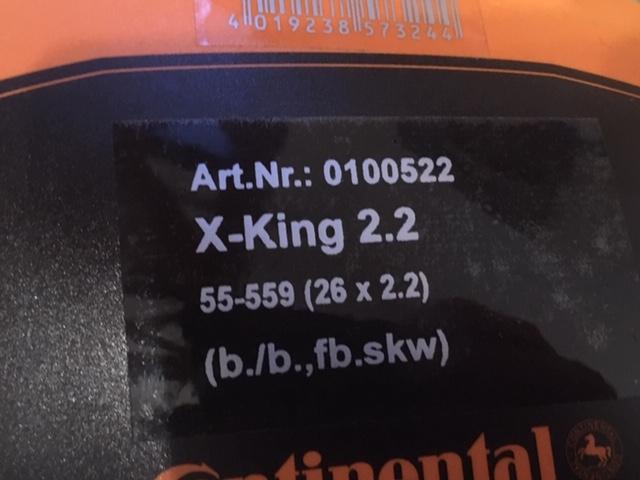 4019238573244
Art.Nr.: 0100522
X-King 2.2
55-559 (26 x 2.2)
(b./b.,fb.skw)
Continental